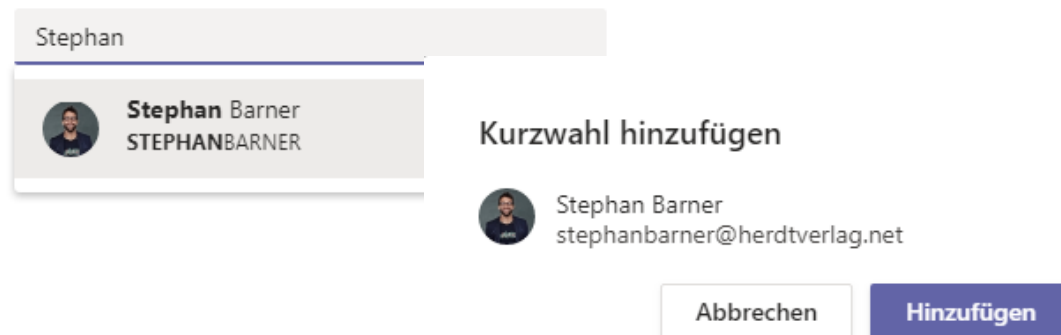 Stephan
Stephan Barner
STEPHANBARNER
Kurzwahl hinzufügen
Stephan Barner
stephanbarner@herdtverlag.net
Abbrechen Hinzufügen